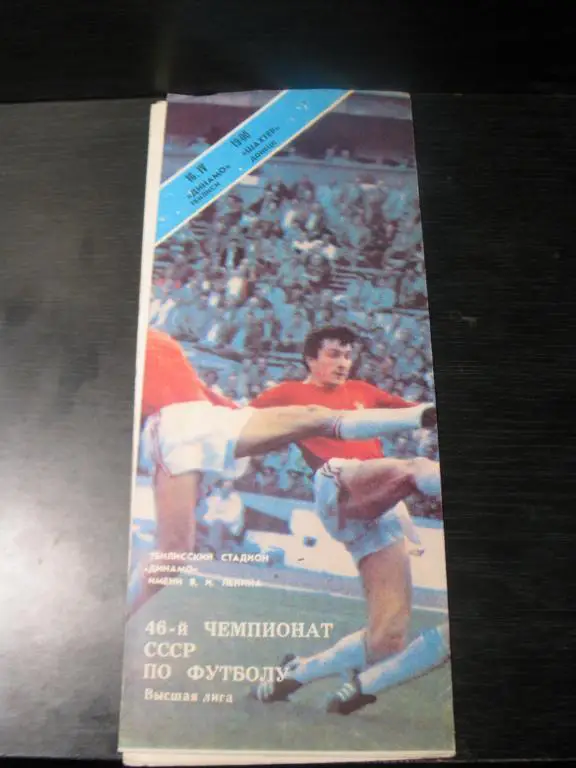 16. IV 19.00
«ДИНАМО» «ШАХТЕР»
ТБИЛИСИ ДОНЕЦК
ТБИЛИССКИЙ СТАДИОН
«ДИНАМО»
ИМЕНИ В. И. ЛЕНИНА
46-й ЧЕМПИОНАТ
СССР
ПО ФУТБОЛУ
Высшая лига